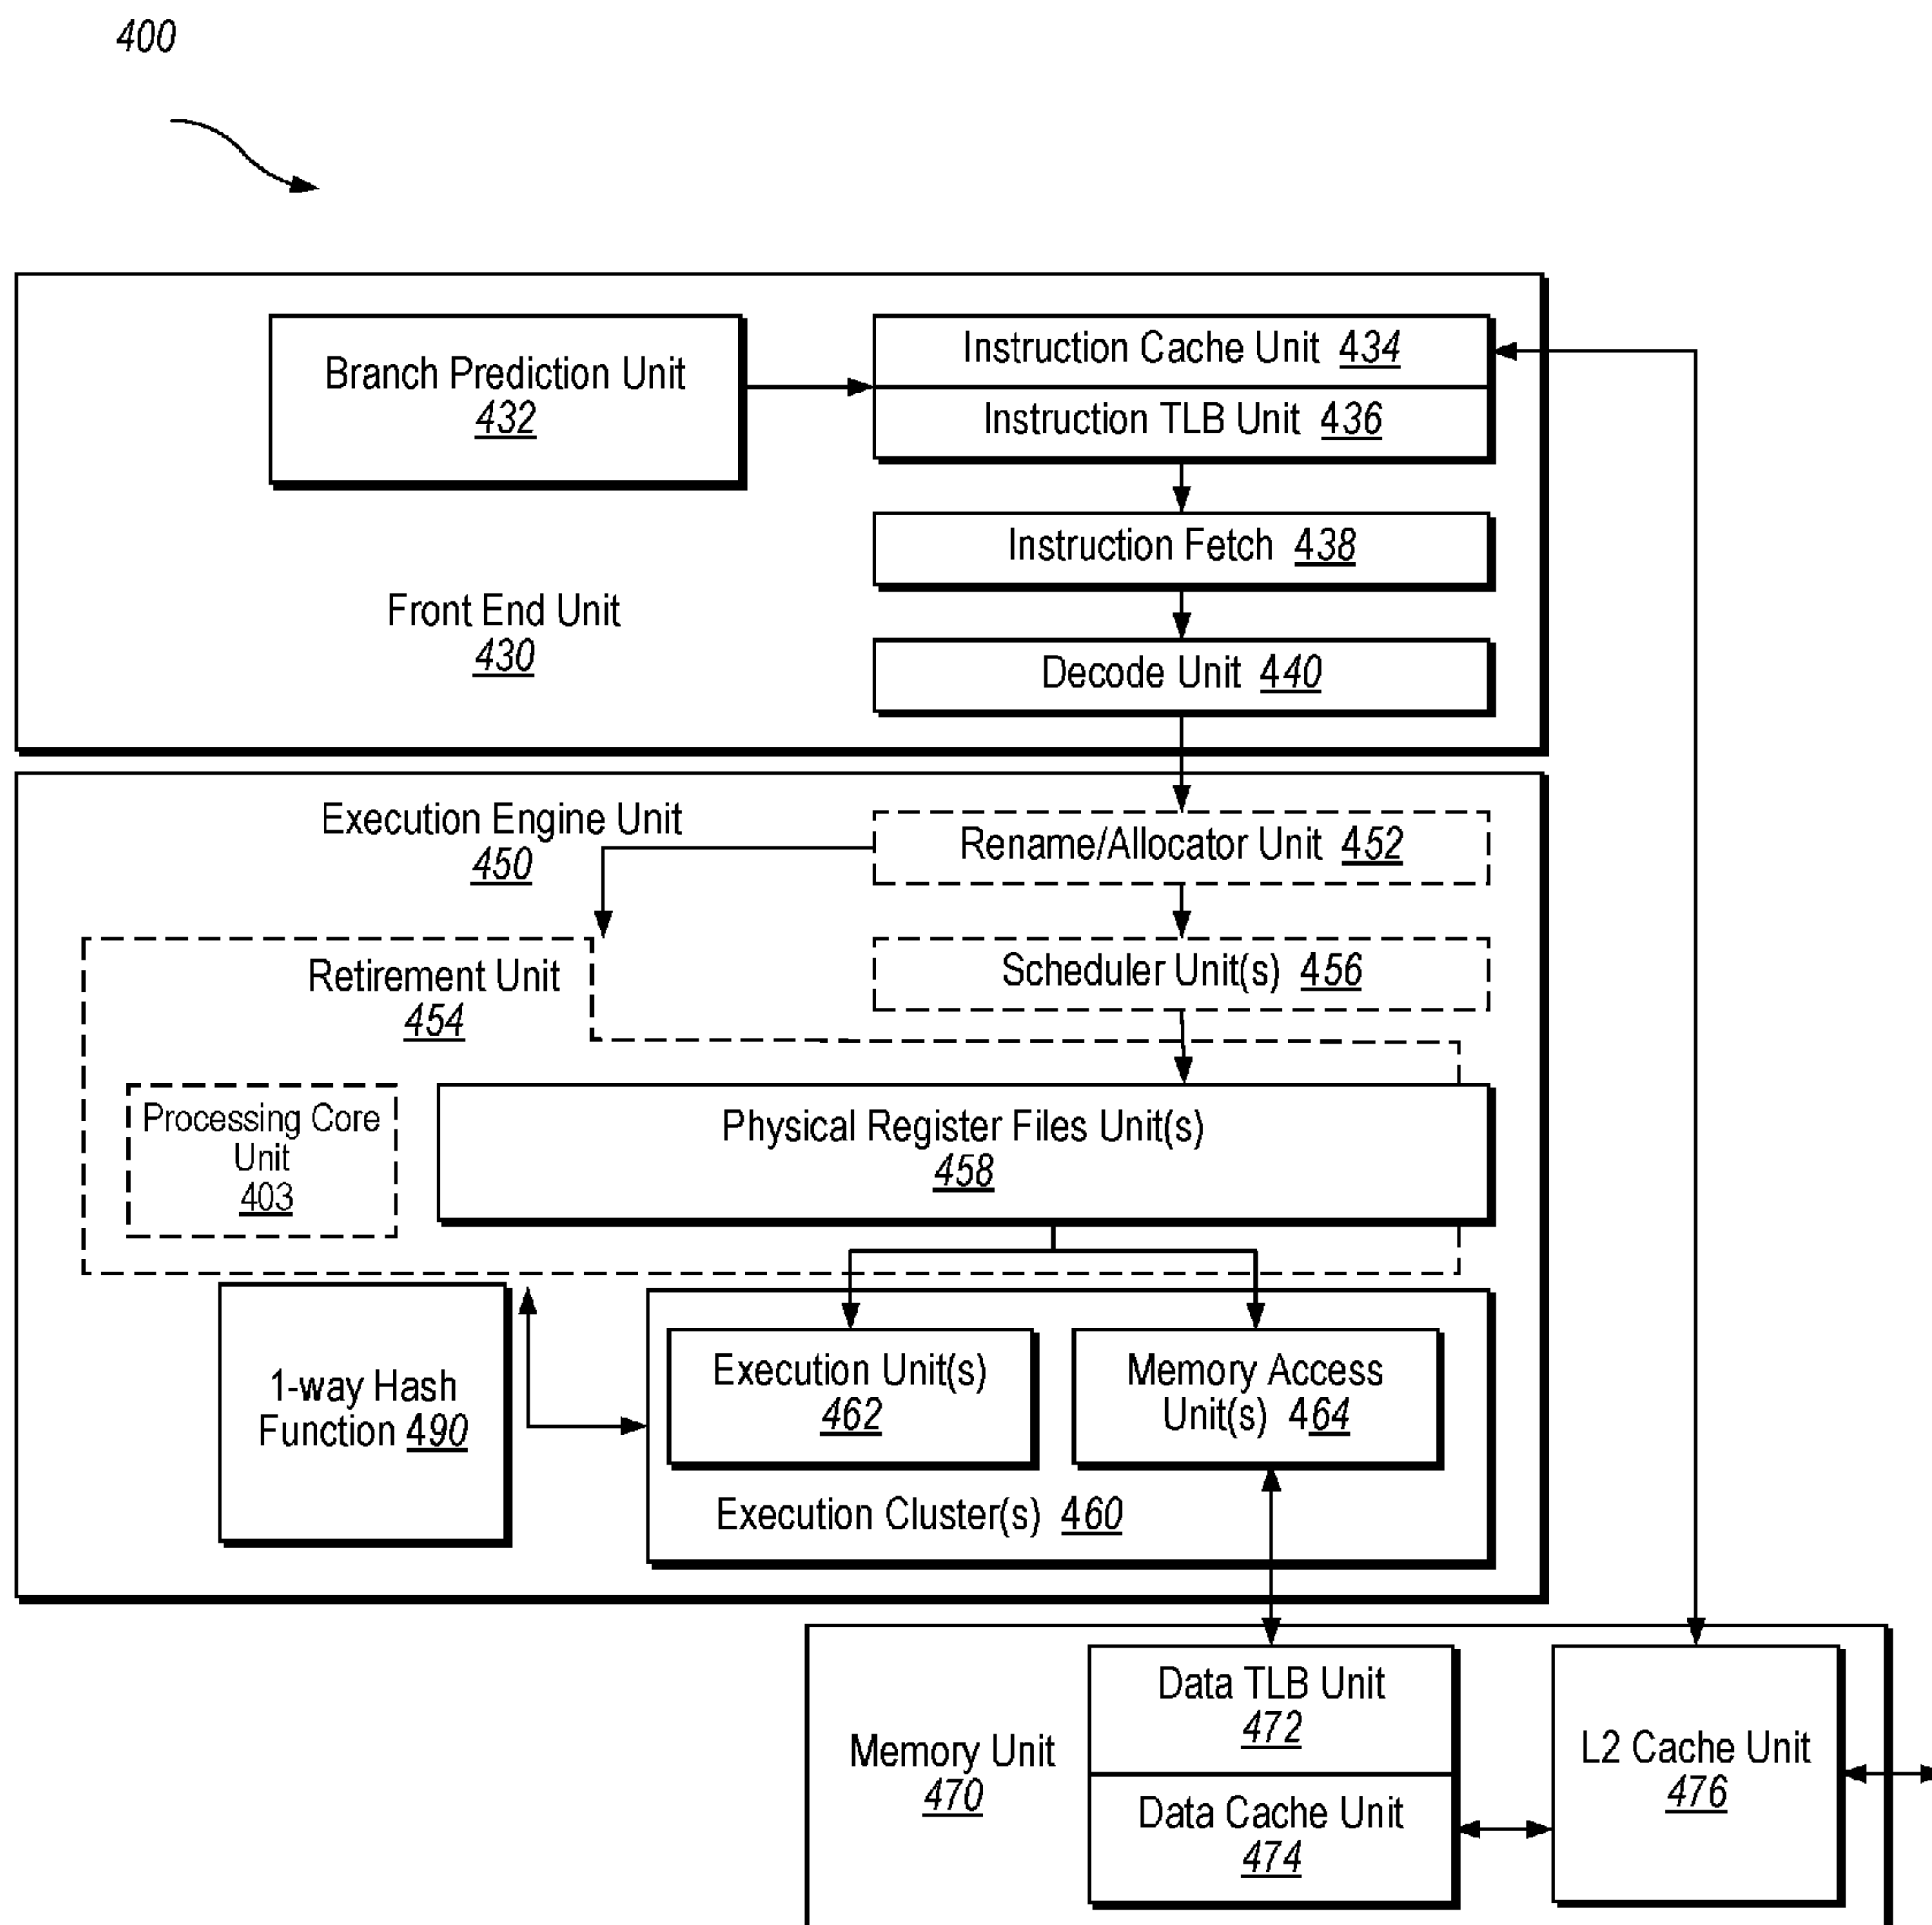 400
Branch Prediction Unit
432
Instruction Cache Unit 434
Instruction TLB Unit 436
Instruction Fetch 438
Front End Unit
430
Decode Unit 440
Execution Engine Unit
450
Rename/Allocator Unit 452
Retirement Unit
454
Scheduler Unit(s) 456
Processing Core
Unit
403
Physical Register Files Unit(s)
458
1-way Hash
Function 490
Execution Unit(s)
462
Memory Access
Unit(s) 464
Execution Cluster(s) 460
Memory Unit
470
Data TLB Unit
472
Data Cache Unit
474
L2 Cache Unit
476